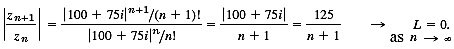 |z_{n+1}/z_n| = (|100 + 75i|^{n+1}/(n + 1)!)/(|100 + 75i|^n/n!) = |100 + 75i|/(n + 1) = 125/(n + 1) → L = 0.
as n → ∞